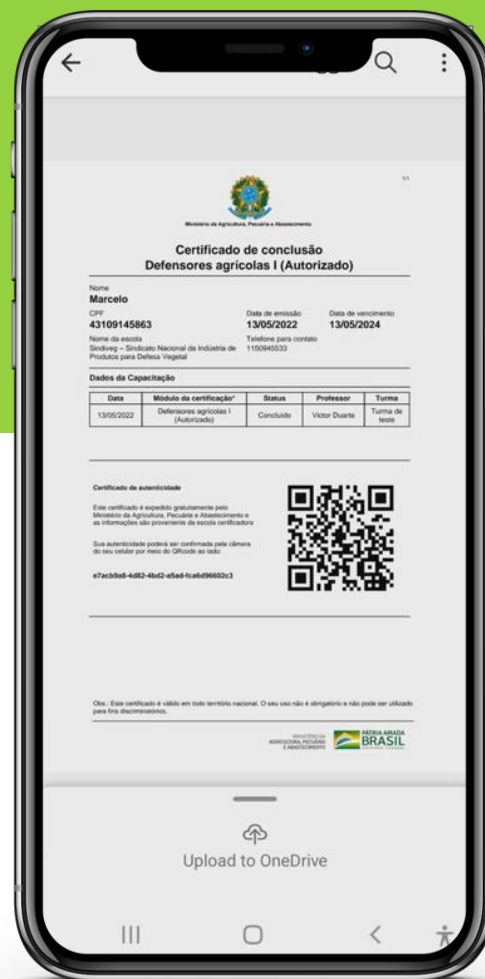 1/1
Ministério da Agricultura, Pecuária e Abastecimento
Certificado de conclusão
Defensores agrícolas I (Autorizado)
Nome
Marcelo
CPF
43109145863
Data de emissão
13/05/2022
Data de vencimento
13/05/2024
Nome da escola
Sindiveg – Sindicato Nacional da Indústria de
Produtos para Defesa Vegetal
Telefone para contato
1150945533
Dados da Capacitação
Data Módulo da certificação* Status Professor Turma
13/05/2022 Defensores agrícolas I (Autorizado) Concluído Victor Duarte Turma de teste
Certificado de autenticidade
Este certificado é expedido gratuitamente pelo
Ministério da Agricultura, Pecuária e Abastecimento e
as informações são proveniente da escola certificadora
Sua autenticidade poderá ser confirmada pela câmera
do seu celular por meio do QRcode ao lado
e7acb9a8-4d82-4bd2-a5ad-fca6d96602c3
Obs.: Este certificado é válido em todo território nacional. O seu uso não é obrigatório e não pode ser utilizado
para fins discriminatórios.
MINISTÉRIO DA
AGRICULTURA, PECUÁRIA
E ABASTECIMENTO
PÁTRIA AMADA
BRASIL
GOVERNO FEDERAL
Upload to OneDrive